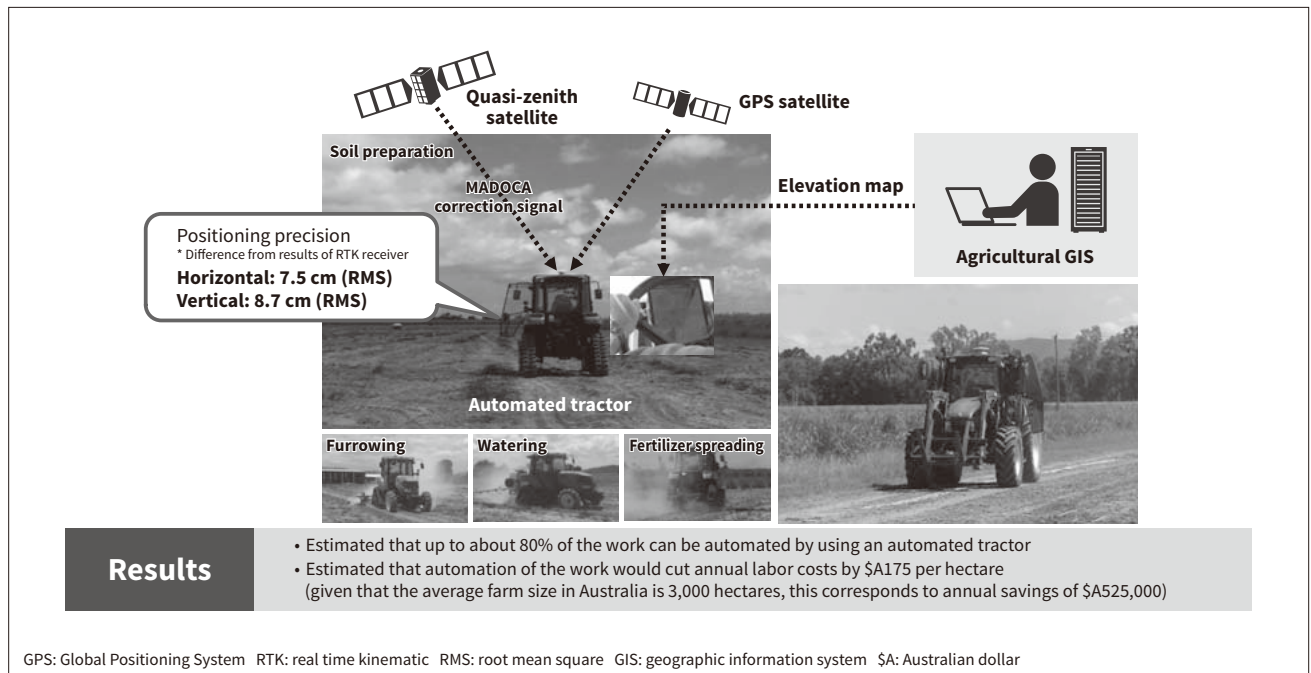 Quasi-zenith
satellite
GPS satellite
Soil preparation
MADOCA
correction signal
Elevation map
Agricultural GIS
Positioning precision
* Difference from results of RTK receiver
Horizontal: 7.5 cm (RMS)
Vertical: 8.7 cm (RMS)
Automated tractor
Furrowing
Watering
Fertilizer spreading
Results
• Estimated that up to about 80% of the work can be automated by using an automated tractor
• Estimated that automation of the work would cut annual labor costs by $A175 per hectare
(given that the average farm size in Australia is 3,000 hectares, this corresponds to annual savings of $A525,000)
GPS: Global Positioning System RTK: real time kinematic RMS: root mean square GIS: geographic information system $A: Australian dollar